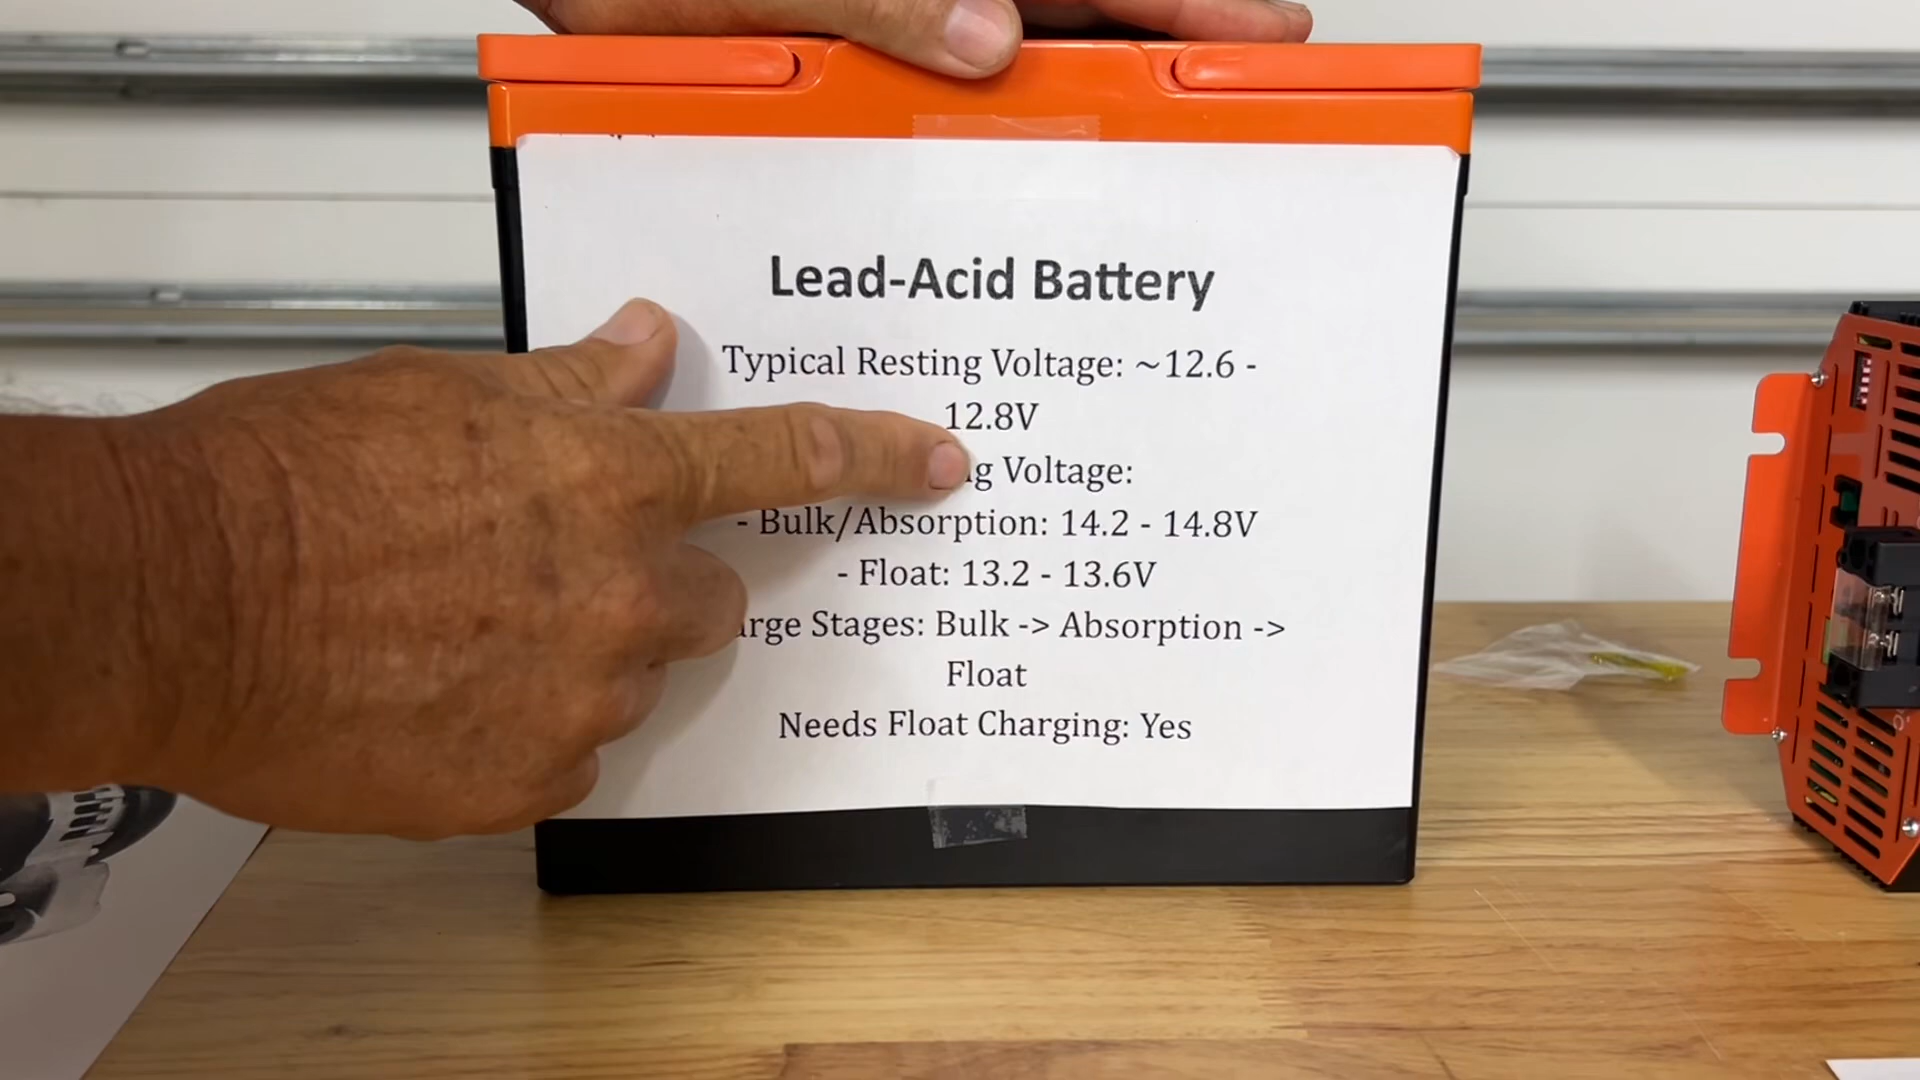 Lead-Acid Battery
Typical Resting Voltage: ~12.6 -
12.8V
Voltage:
- Bulk/Absorption: 14.2 - 14.8V
- Float: 13.2 - 13.6V
Stages: Bulk -> Absorption ->
Float
Needs Float Charging: Yes